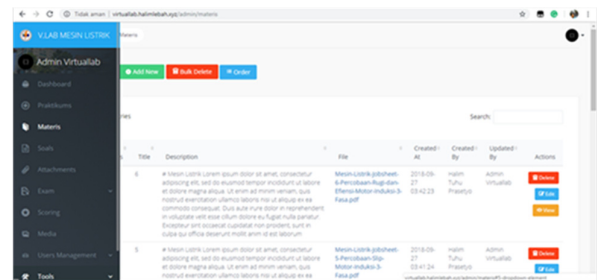 Tidak aman | virtuallab.halimlebah.xyz/admin/materis
V.LAB MESIN LISTRIK
Materis
Admin Virtuallab
Dashboard
Add New
Bulk Delete
Order
Praktikums
Materis
ries
Search:
Soals
Title
Description
File
Created At
Created By
Updated By
Actions
Attachments
Exam
Scoring
Media
Users Management
Tools
6
# Mesin Listrik Lorem ipsum dolor sit amet, consectetur
adipiscing elit, sed do eiusmod tempor incididunt ut labore
et dolore magna aliqua. Ut enim ad minim veniam, quis
nostrud exercitation ullamco laboris nisi ut aliquip ex ea
commodo consequat. Duis aute irure dolor in reprehenderit
in voluptate velit esse cillum dolore eu fugiat nulla pariatur.
Excepteur sint occaecat cupidatat non proident, sunt in
culpa qui officia deserunt mollit anim id est laborum
Mesin-Listrik-Jobsheet-
6-Percobaan-Rugi-dan-
Efisensi-Motor-Induksi-3-
Fasa.pdf
2018-09-
27
03:42:23
Halim
Tuhu
Prasetyo
Admin
Virtuallab
Delete
Edit
View
5
# Mesin Listrik Lorem ipsum dolor sit amet, consectetur
adipiscing elit, sed do eiusmod tempor incididunt ut labore
et dolore magna aliqua. Ut enim ad minim veniam, quis
nostrud exercitation ullamco laboris nisi ut aliquip ex ea
Mesin-Listrik-Jobsheet-
5-Percobaan-Slip-
Motor-Induksi-3-
Fasa.pdf
2018-09-
27
03:41:24
Halim
Tuhu
Prasetyo
Admin
Virtuallab
Delete
Edit